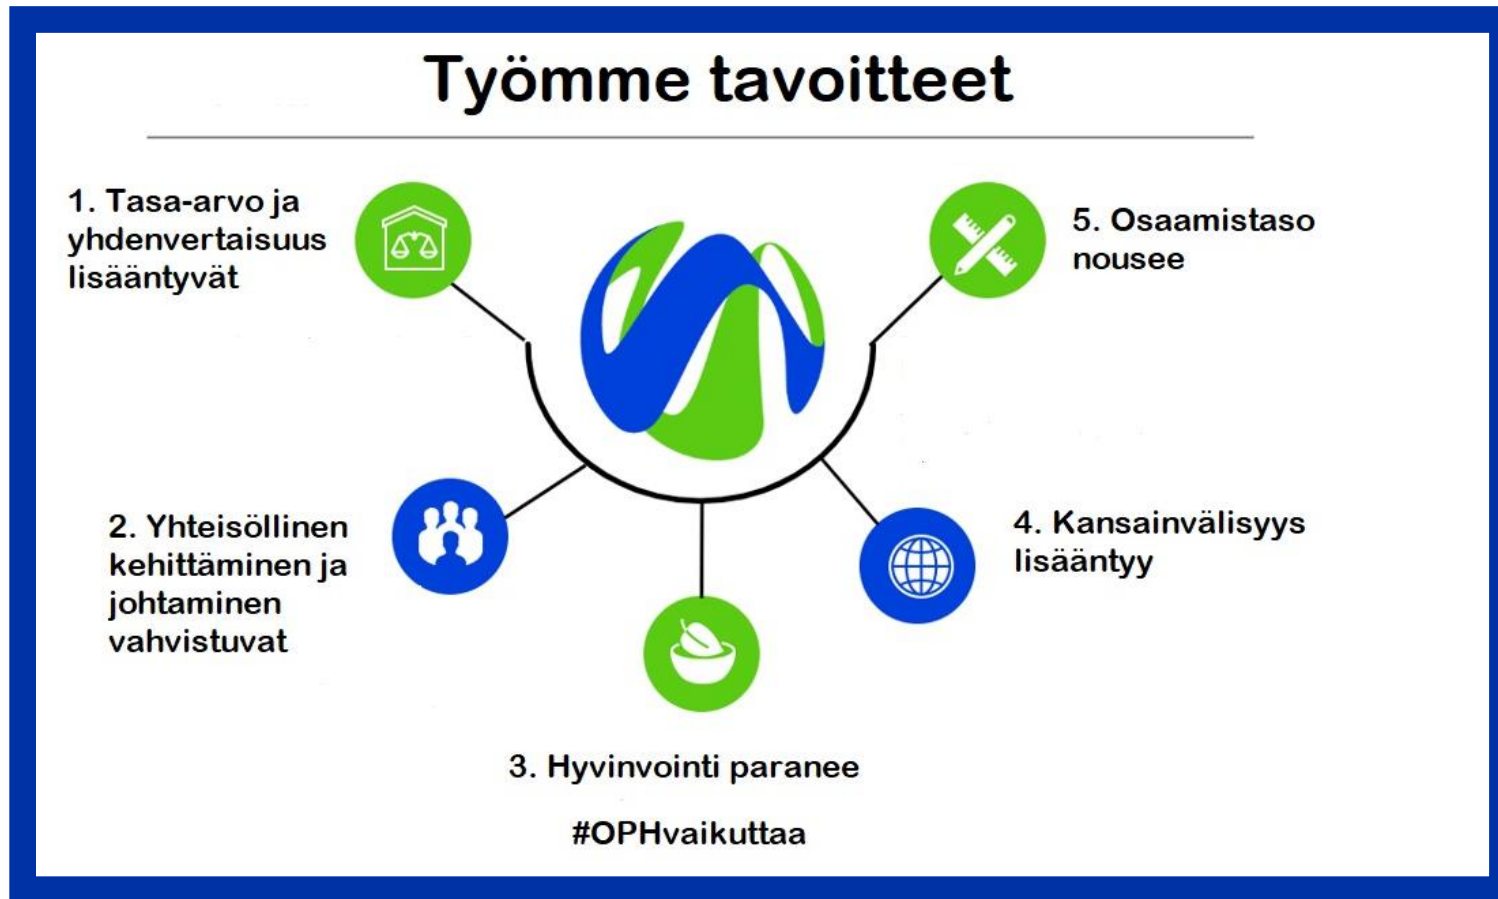 Työmme tavoitteet
1. Tasa-arvo ja
yhdenvertaisuus
lisääntyvät
2. Yhteisöllinen
kehittäminen ja
johtaminen
vahvistuvat
3. Hyvinvointi paranee
#OPHvaikuttaa
4. Kansainvälisyys
lisääntyy
5. Osaamistaso
nousee